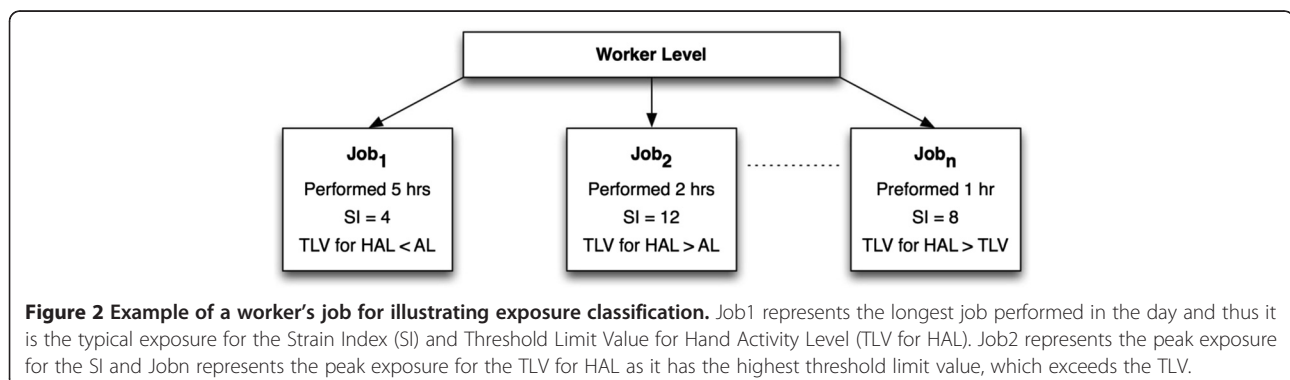 Worker Level
Job1
Performed 5 hrs
SI = 4
TLV for HAL < AL
Job2
Performed 2 hrs
SI = 12
TLV for HAL > AL
....................
Jobn
Preformed 1 hr
SI = 8
TLV for HAL > TLV
Figure 2 Example of a worker's job for illustrating exposure classification. Job1 represents the longest job performed in the day and thus it
is the typical exposure for the Strain Index (SI) and Threshold Limit Value for Hand Activity Level (TLV for HAL). Job2 represents the peak exposure
for the SI and Jobn represents the peak exposure for the TLV for HAL as it has the highest threshold limit value, which exceeds the TLV.